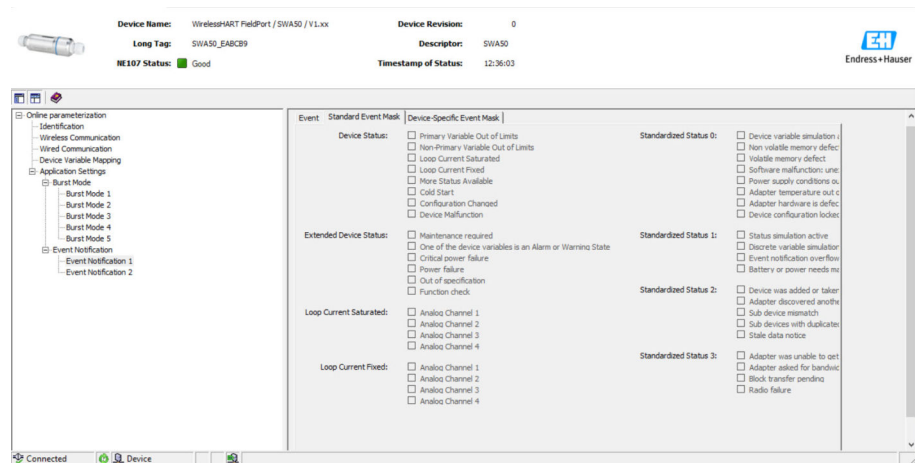 Device Name: WirelessHART FieldPort / SWA50 / V1.xx Device Revision: 0
Long Tag: SWA50_EABCB9 Descriptor: SWA50
NE107 Status: Good Timestamp of Status: 12:36:03
EH
Endress+Hauser
Online parameterization
Identification
Wireless Communication
Wired Communication
Device Variable Mapping
Application Settings
Burst Mode
Burst Mode 1
Burst Mode 2
Burst Mode 3
Burst Mode 4
Burst Mode 5
Event Notification
Event Notification 1
Event Notification 2
Event Standard Event Mask Device-Specific Event Mask
Device Status: Primary Variable Out of Limits
Non-Primary Variable Out of Limits
Loop Current Saturated
Loop Current Fixed
More Status Available
Cold Start
Configuration Changed
Device Malfunction
Extended Device Status: Maintenance required
One of the device variables is an Alarm or Warning State
Critical power failure
Power failure
Out of specification
Function check
Loop Current Saturated: Analog Channel 1
Analog Channel 2
Analog Channel 3
Analog Channel 4
Loop Current Fixed: Analog Channel 1
Analog Channel 2
Analog Channel 3
Analog Channel 4
Standardized Status 0: Device variable simulation
Non volatile memory defec
Volatile memory defect
Software malfunction: une
Power supply conditions ou
Adapter temperature out
Adapter hardware is defec
Device configuration locked
Standardized Status 1: Status simulation active
Discrete variable simulation
Event notification overflow
Battery or power needs
Standardized Status 2: Device was added or taken
Adapter discovered anothe
Sub device mismatch
Sub devices with duplicate
Stale data notice
Standardized Status 3: Adapter was unable to get
Adapter asked for bandwic
Block transfer pending
Radio failure
Connected Device